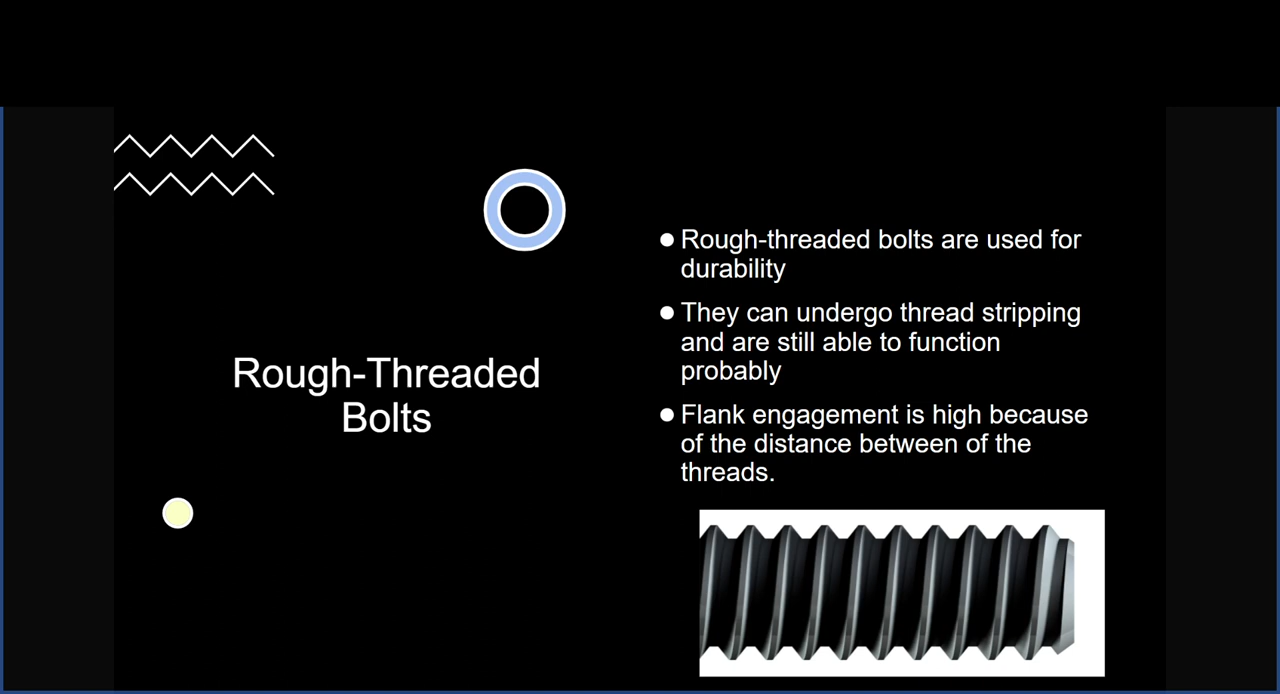 Rough-Threaded
Bolts
● Rough-threaded bolts are used for
durability
● They can undergo thread stripping
and are still able to function
probably
● Flank engagement is high because
of the distance between of the
threads.